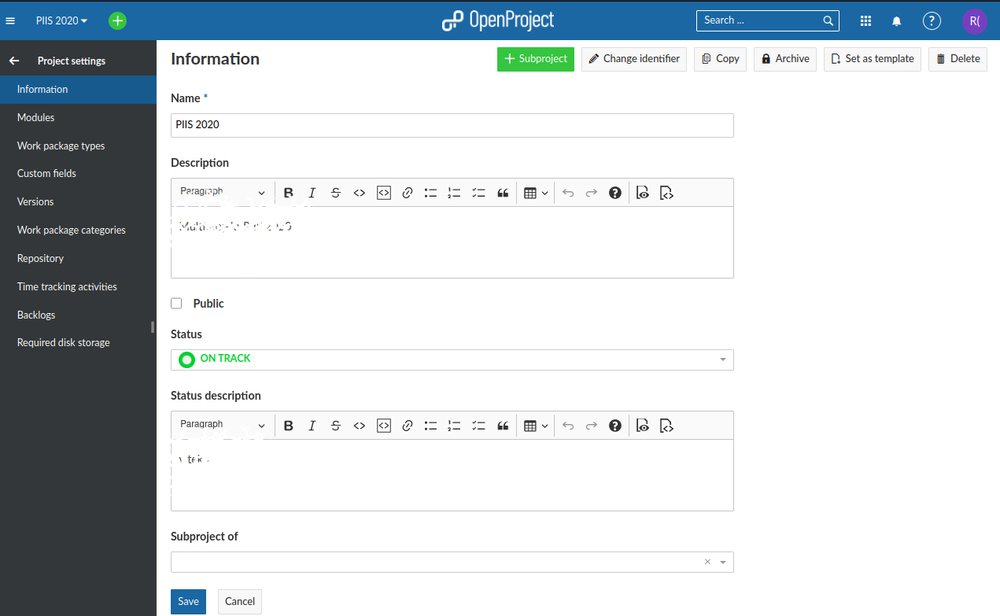 PIIS 2020
OpenProject
Search ...
?
R(
Project settings
Information
Modules
Work package types
Custom fields
Versions
Work package categories
Repository
Time tracking activities
Backlogs
Required disk storage
Information
Subproject
Change identifier
Copy
Archive
Set as template
Delete
Name *
PIIS 2020
Description
Paragraph
Public
Status
ON TRACK
Status description
Paragraph
Subproject of
Save
Cancel